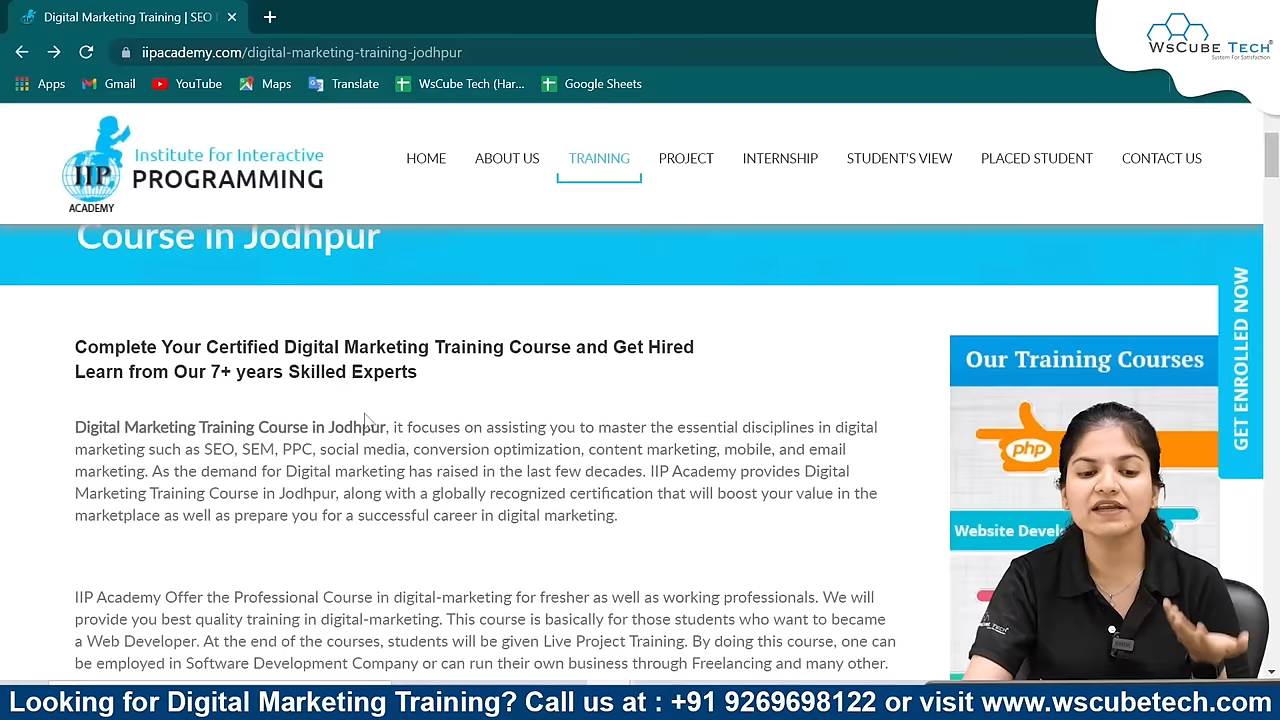 Digital Marketing Training | SEO
iipacademy.com/digital-marketing-training-jodhpur
Apps
Gmail
YouTube
Maps
Translate
WsCube Tech (Har...
Google Sheets
WSCUBE TECH
System For Satisfaction
IIP
ACADEMY
Institute for Interactive
PROGRAMMING
HOME
ABOUT US
TRAINING
PROJECT
INTERNSHIP
STUDENT'S VIEW
PLACED STUDENT
CONTACT US
Course in Jodhpur
GET ENROLLED NOW
Complete Your Certified Digital Marketing Training Course and Get Hired
Learn from Our 7+ years Skilled Experts
Digital Marketing Training Course in Jodhpur, it focuses on assisting you to master the essential disciplines in digital
marketing such as SEO, SEM, PPC, social media, conversion optimization, content marketing, mobile, and email
marketing. As the demand for Digital marketing has raised in the last few decades. IIP Academy provides Digital
Marketing Training Course in Jodhpur, along with a globally recognized certification that will boost your value in the
marketplace as well as prepare you for a successful career in digital marketing.
IIP Academy Offer the Professional Course in digital-marketing for fresher as well as working professionals. We will
provide you best quality training in digital-marketing. This course is basically for those students who want to became
a Web Developer. At the end of the courses, students will be given Live Project Training. By doing this course, one can
be employed in Software Development Company or can run their own business through Freelancing and many other.
Our Training Courses
php
Website Devel
Looking for Digital Marketing Training? Call us at : +91 9269698122 or visit www.wscubetech.com